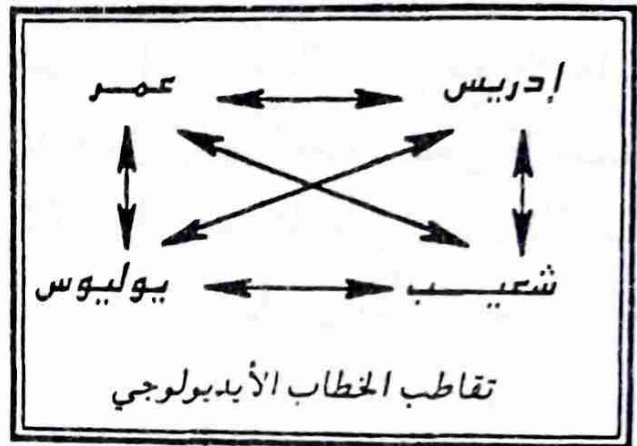 إدريس عمر
شعيب يوليوس
تقاطب الخطاب الأيديولوجي